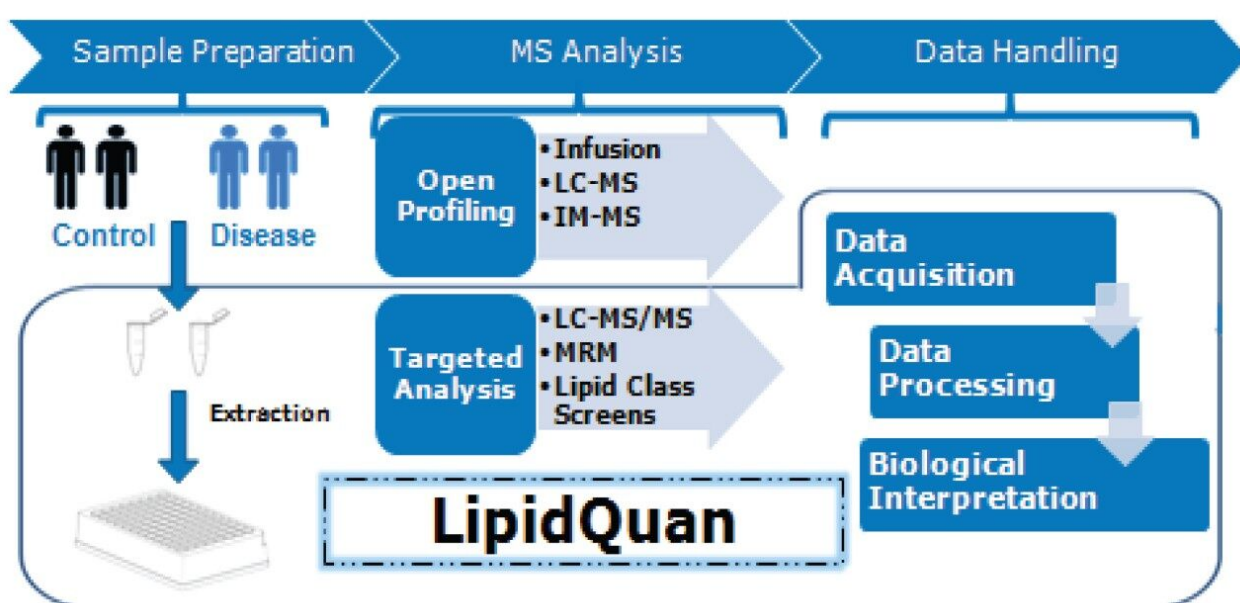 Sample Preparation
MS Analysis
Data Handling
Control
Disease
Extraction
Open
Profiling
•Infusion
•LC-MS
•IM-MS
Targeted
Analysis
•LC-MS/MS
•MRM
•Lipid Class
Screens
LipidQuan
Data
Acquisition
Data
Processing
Biological
Interpretation